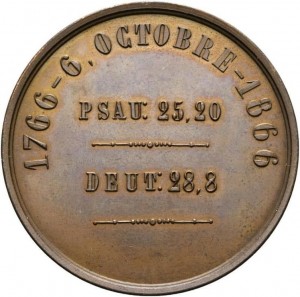 1766-6. OCTOBRE-1866
PSAU: 25,20
DEUT: 28,8